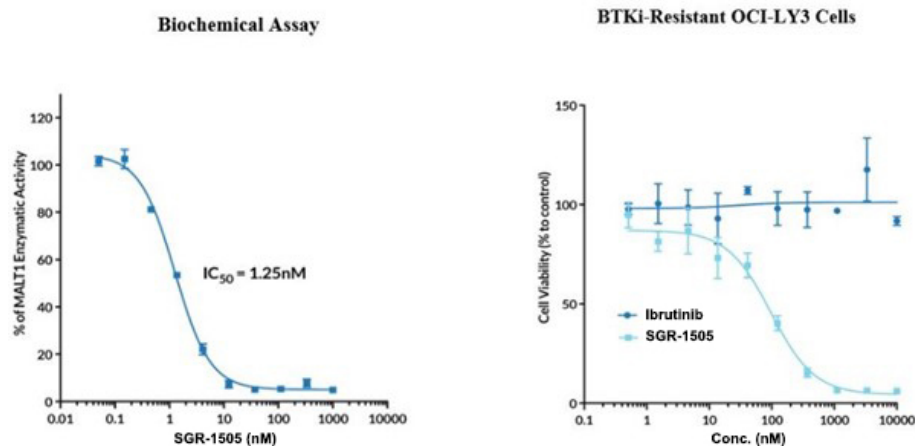 Biochemical Assay
120
100
80
60
40
20
0
% of MALT1 Enzymatic Activity
IC50 = 1.25nM
0.01 0.1 1 10 100 1000 10000
SGR-1505 (nM)
BTKi-Resistant OCI-LY3 Cells
150
100
50
0
Cell Viability (% to control)
Ibrutinib
SGR-1505
0.1 1 10 100 1000 10000
Conc. (nM)